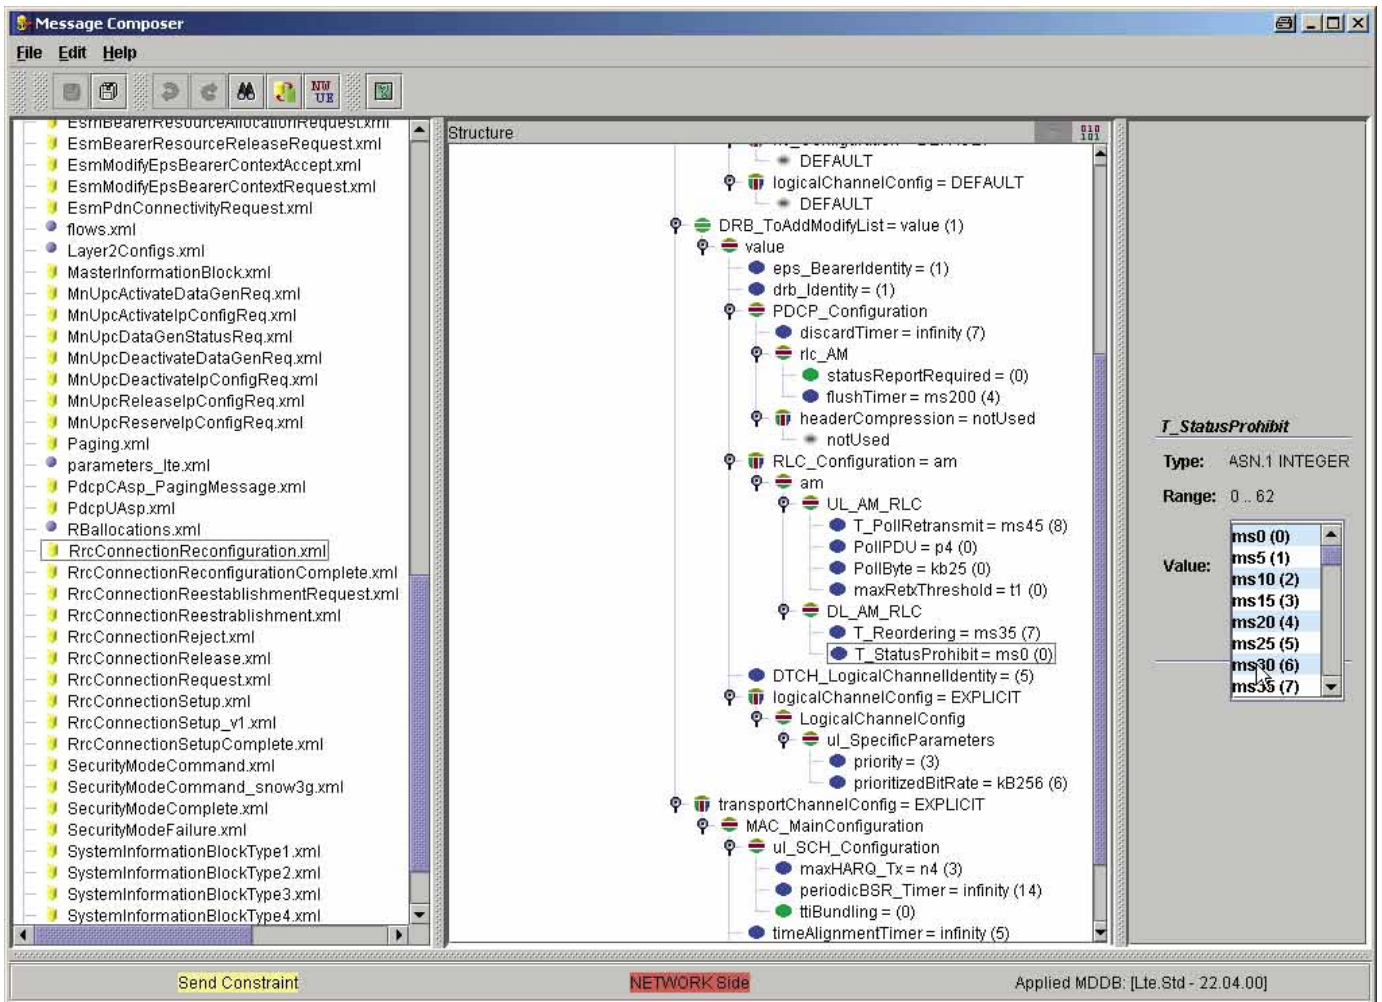 Message Composer
File Edit Help
NW
UE
EsmBearerResourceAllocationRequest.xml
EsmBearerResourceReleaseRequest.xml
EsmModifyEpsBearerContextAccept.xml
EsmModifyEpsBearerContextRequest.xml
EsmPdnConnectivityRequest.xml
flows.xml
Layer2Configs.xml
MasterInformationBlock.xml
MnUpcActivateDataGenReq.xml
MnUpcActivateIpConfigReq.xml
MnUpcDataGenStatusReq.xml
MnUpcDeactivateDataGenReq.xml
MnUpcDeactivateIpConfigReq.xml
MnUpcReleaseIpConfigReq.xml
MnUpcReserveIpConfigReq.xml
Paging.xml
parameters_lte.xml
PdcpCAsp_PagingMessage.xml
PdcpUAsp.xml
RBallocations.xml
RrcConnectionReconfiguration.xml
RrcConnectionReconfigurationComplete.xml
RrcConnectionReestablishmentRequest.xml
RrcConnectionReestrablishment.xml
RrcConnectionReject.xml
RrcConnectionRelease.xml
RrcConnectionRequest.xml
RrcConnectionSetup.xml
RrcConnectionSetup_v1.xml
RrcConnectionSetupComplete.xml
SecurityModeCommand.xml
SecurityModeCommand_snow3g.xml
SecurityModeComplete.xml
SecurityModeFailure.xml
SystemInformationBlockType1.xml
SystemInformationBlockType2.xml
SystemInformationBlockType3.xml
SystemInformationBlockType4.xml
Structure
010
101
DEFAULT
logicalChannelConfig = DEFAULT
DEFAULT
DRB_ToAddModifyList = value (1)
value
eps_BearerIdentity = (1)
drb_Identity = (1)
PDCP_Configuration
discardTimer = infinity (7)
rlc_AM
statusReportRequired = (0)
flushTimer = ms200 (4)
headerCompression = notUsed
notUsed
RLC_Configuration = am
am
UL_AM_RLC
T_PollRetransmit = ms45 (8)
PollPDU = p4 (0)
PollByte = kb25 (0)
maxRetxThreshold = t1 (0)
DL_AM_RLC
T_Reordering = ms35 (7)
T_StatusProhibit = ms0 (0)
DTCH_LogicalChannelIdentity = (5)
logicalChannelConfig = EXPLICIT
LogicalChannelConfig
ul_SpecificParameters
priority = (3)
prioritizedBitRate = kB256 (6)
transportChannelConfig = EXPLICIT
MAC_MainConfiguration
ul_SCH_Configuration
maxHARQ_Tx = n4 (3)
periodicBSR_Timer = infinity (14)
ttiBundling = (0)
timeAlignmentTimer = infinity (5)
T_StatusProhibit
Type: ASN.1 INTEGER
Range: 0 .. 62
Value:
ms0 (0)
ms5 (1)
ms10 (2)
ms15 (3)
ms20 (4)
ms25 (5)
ms30 (6)
ms35 (7)
Send Constraint
NETWORK Side
Applied MDDB: [Lte.Std - 22.04.00]